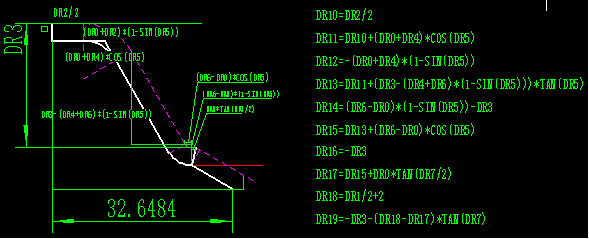 DR2/2
(DR0+DR2)*(1-SIN(DR5))
DR3
(DR0+DR4)*COS(DR5)
(DR6-DR0)*COS(DR5)
(DR6-DR0)*(1-SIN(DR5))
DR3-(DR4+DR6)*(1-SIN(DR5))
DR0*TAN(DR7/2)
32.6484
DR10=DR2/2
DR11=DR10+(DR0+DR4)*COS(DR5)
DR12=-(DR0+DR4)*(1-SIN(DR5))
DR13=DR11+(DR3-(DR4+DR6)*(1-SIN(DR5)))*TAN(DR5)
DR14=(DR6-DR0)*(1-SIN(DR5))-DR3
DR15=DR13+(DR6-DR0)*COS(DR5)
DR16=-DR3
DR17=DR15+DR0*TAN(DR7/2)
DR18=DR1/2+2
DR19=-DR3-(DR18-DR17)*TAN(DR7)